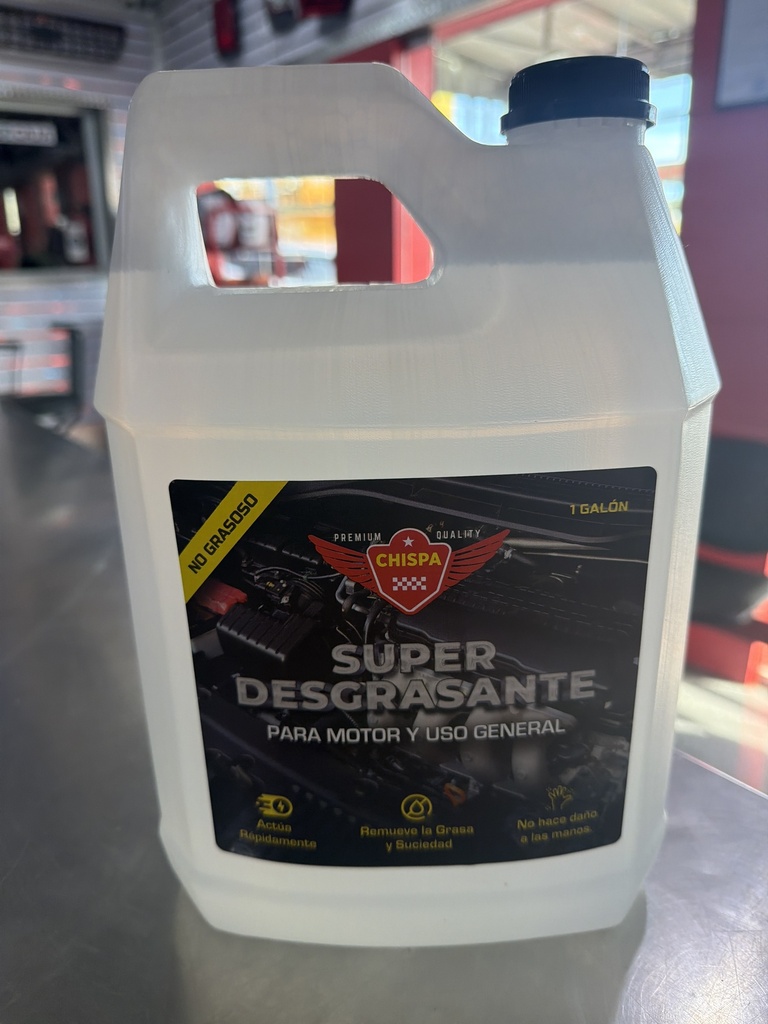 NO GRASOSO
1 GALÓN
PREMIUM QUALITY
CHISPA
SUPER
DESGRASANTE
PARA MOTOR Y USO GENERAL
Actúa
Rápidamente
Remueve la Grasa
y Suciedad
No hace daño
a las manos.